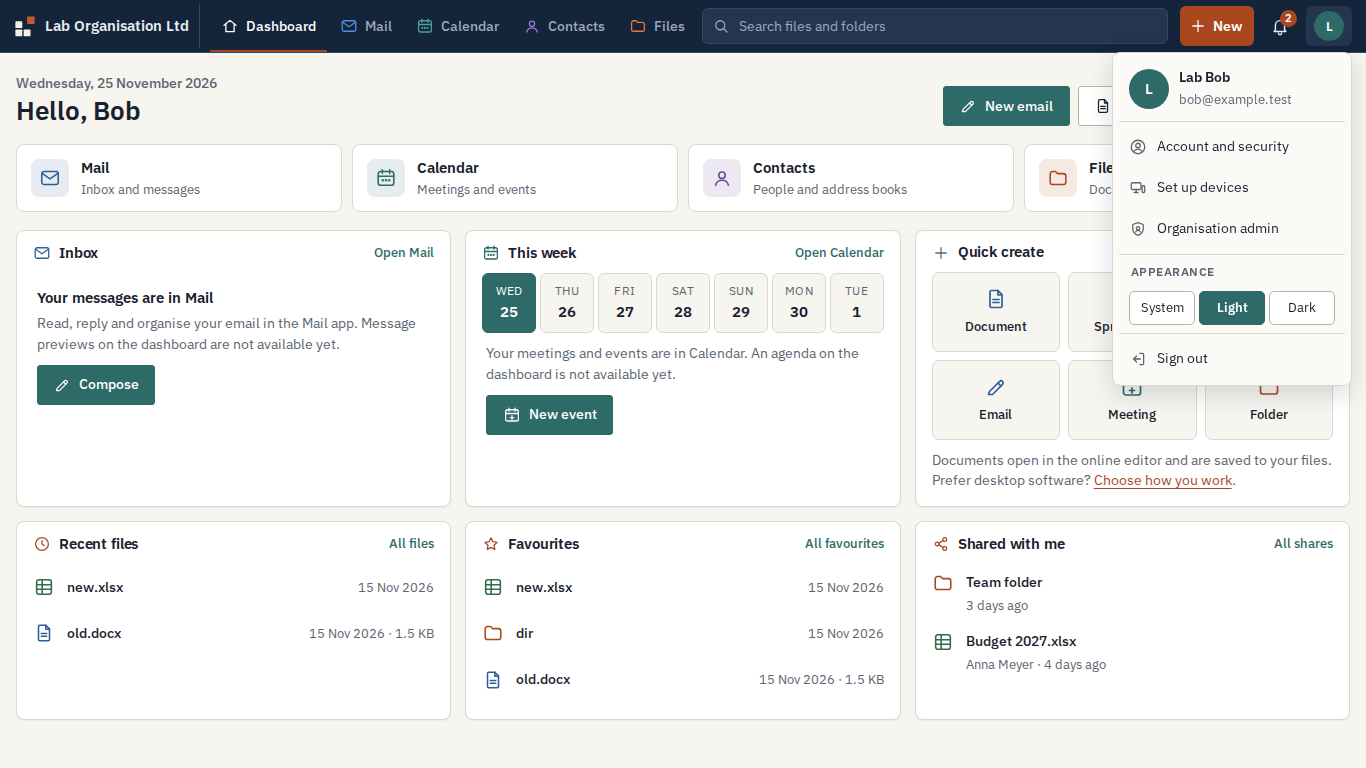 Lab Organisation Ltd
Dashboard
Mail
Calendar
Contacts
Files
Search files and folders
New
2
L
Wednesday, 25 November 2026
Hello, Bob
New email
L
Lab Bob
bob@example.test
Account and security
Set up devices
Organisation admin
APPEARANCE
System
Light
Dark
Sign out
Mail
Inbox and messages
Calendar
Meetings and events
Contacts
People and address books
Inbox
Open Mail
Your messages are in Mail
Read, reply and organise your email in the Mail app. Message
previews on the dashboard are not available yet.
Compose
This week
Open Calendar
WED
25
THU
26
FRI
27
SAT
28
SUN
29
MON
30
TUE
1
Your meetings and events are in Calendar. An agenda on the
dashboard is not available yet.
New event
Quick create
Document
Email
Meeting
Folder
Documents open in the online editor and are saved to your files.
Prefer desktop software? Choose how you work.
Recent files
All files
new.xlsx
15 Nov 2026
old.docx
15 Nov 2026 · 1.5 KB
Favourites
All favourites
new.xlsx
15 Nov 2026
dir
15 Nov 2026
old.docx
15 Nov 2026 · 1.5 KB
Shared with me
All shares
Team folder
3 days ago
Budget 2027.xlsx
Anna Meyer · 4 days ago